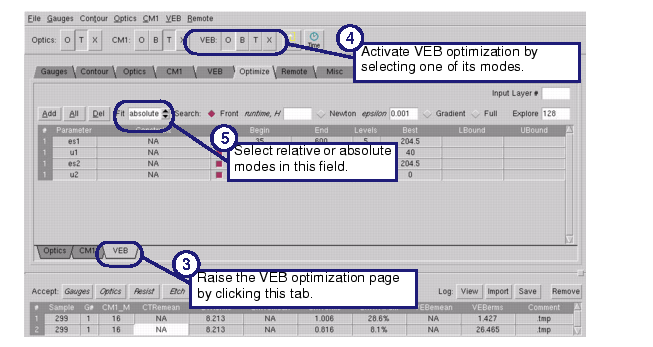 File Gauges Contour Optics CM1 VEB Remote
Optics: O T X CM1: O B T X VEB: O B T X Time
4
Activate VEB optimization by
selecting one of its modes.
Gauges Contour Optics CM1 VEB Optimize Remote Misc
Input Layer #
Add All Del Fit absolute Search: Front runtime, H Newton epsilon 0.001 Gradient Full Explore 128
# Parameter Begin End Levels Best LBound UBound
1 es1 NA 25 600 5 204.5
1 u1 NA 40
1 es2 NA 204.5
1 u2 NA 0
5
Select relative or absolute
modes in this field.
Optics CM1 VEB
3
Raise the VEB optimization page
by clicking this tab.
Accept: Gauges Optics Resist Etch Log: View Import Save Remove
# Sample G# CM1_M CTRemean VEBemean VEBerms Comment
1 299 1 16 NA 8.213 1.006 28.6% NA 1.427 .tmp
2 299 1 16 NA 8.213 0.816 8.1% NA 26.465 .tmp